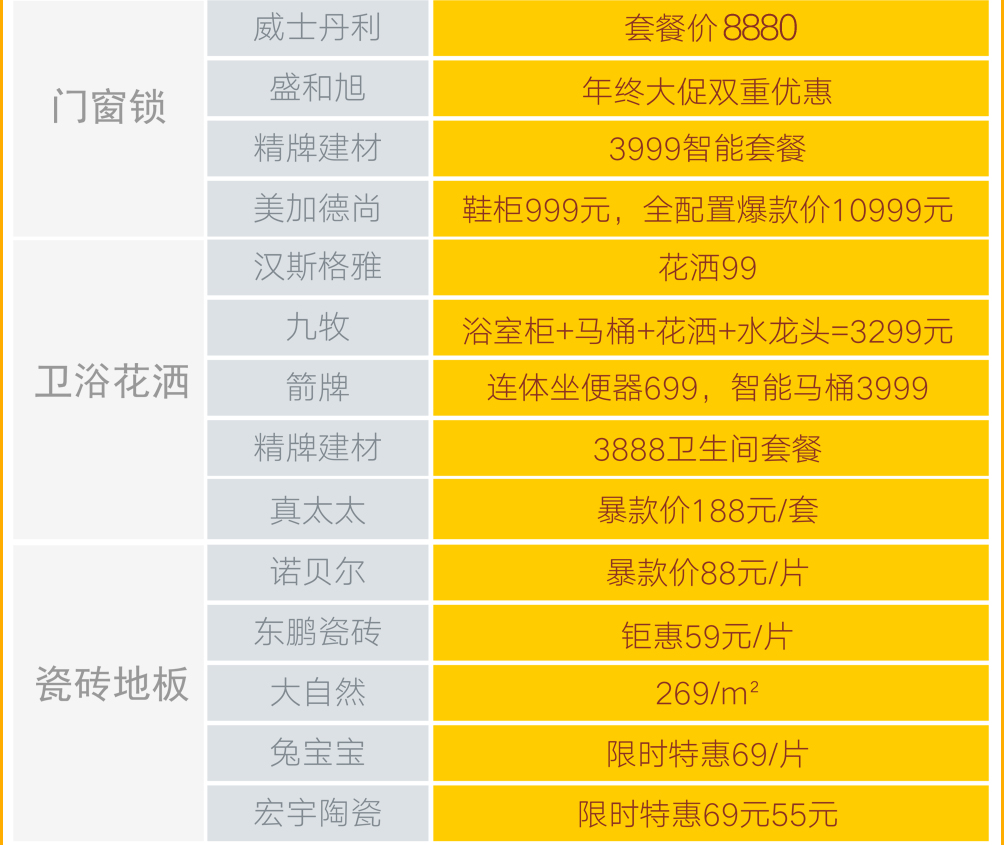 门窗锁
威士丹利 套餐价8880
盛和旭 年终大促双重优惠
精牌建材 3999智能套餐
美加德尚 鞋柜999元，全配置爆款价10999元
卫浴花洒
汉斯格雅 花洒99
九牧 浴室柜+马桶+花洒+水龙头=3299元
箭牌 连体坐便器699，智能马桶3999
精牌建材 3888卫生间套餐
真太太 暴款价188元/套
瓷砖地板
诺贝尔 暴款价88元/片
东鹏瓷砖 钜惠59元/片
大自然 269/m²
兔宝宝 限时特惠69/片
宏宇陶瓷 限时特惠69元55元